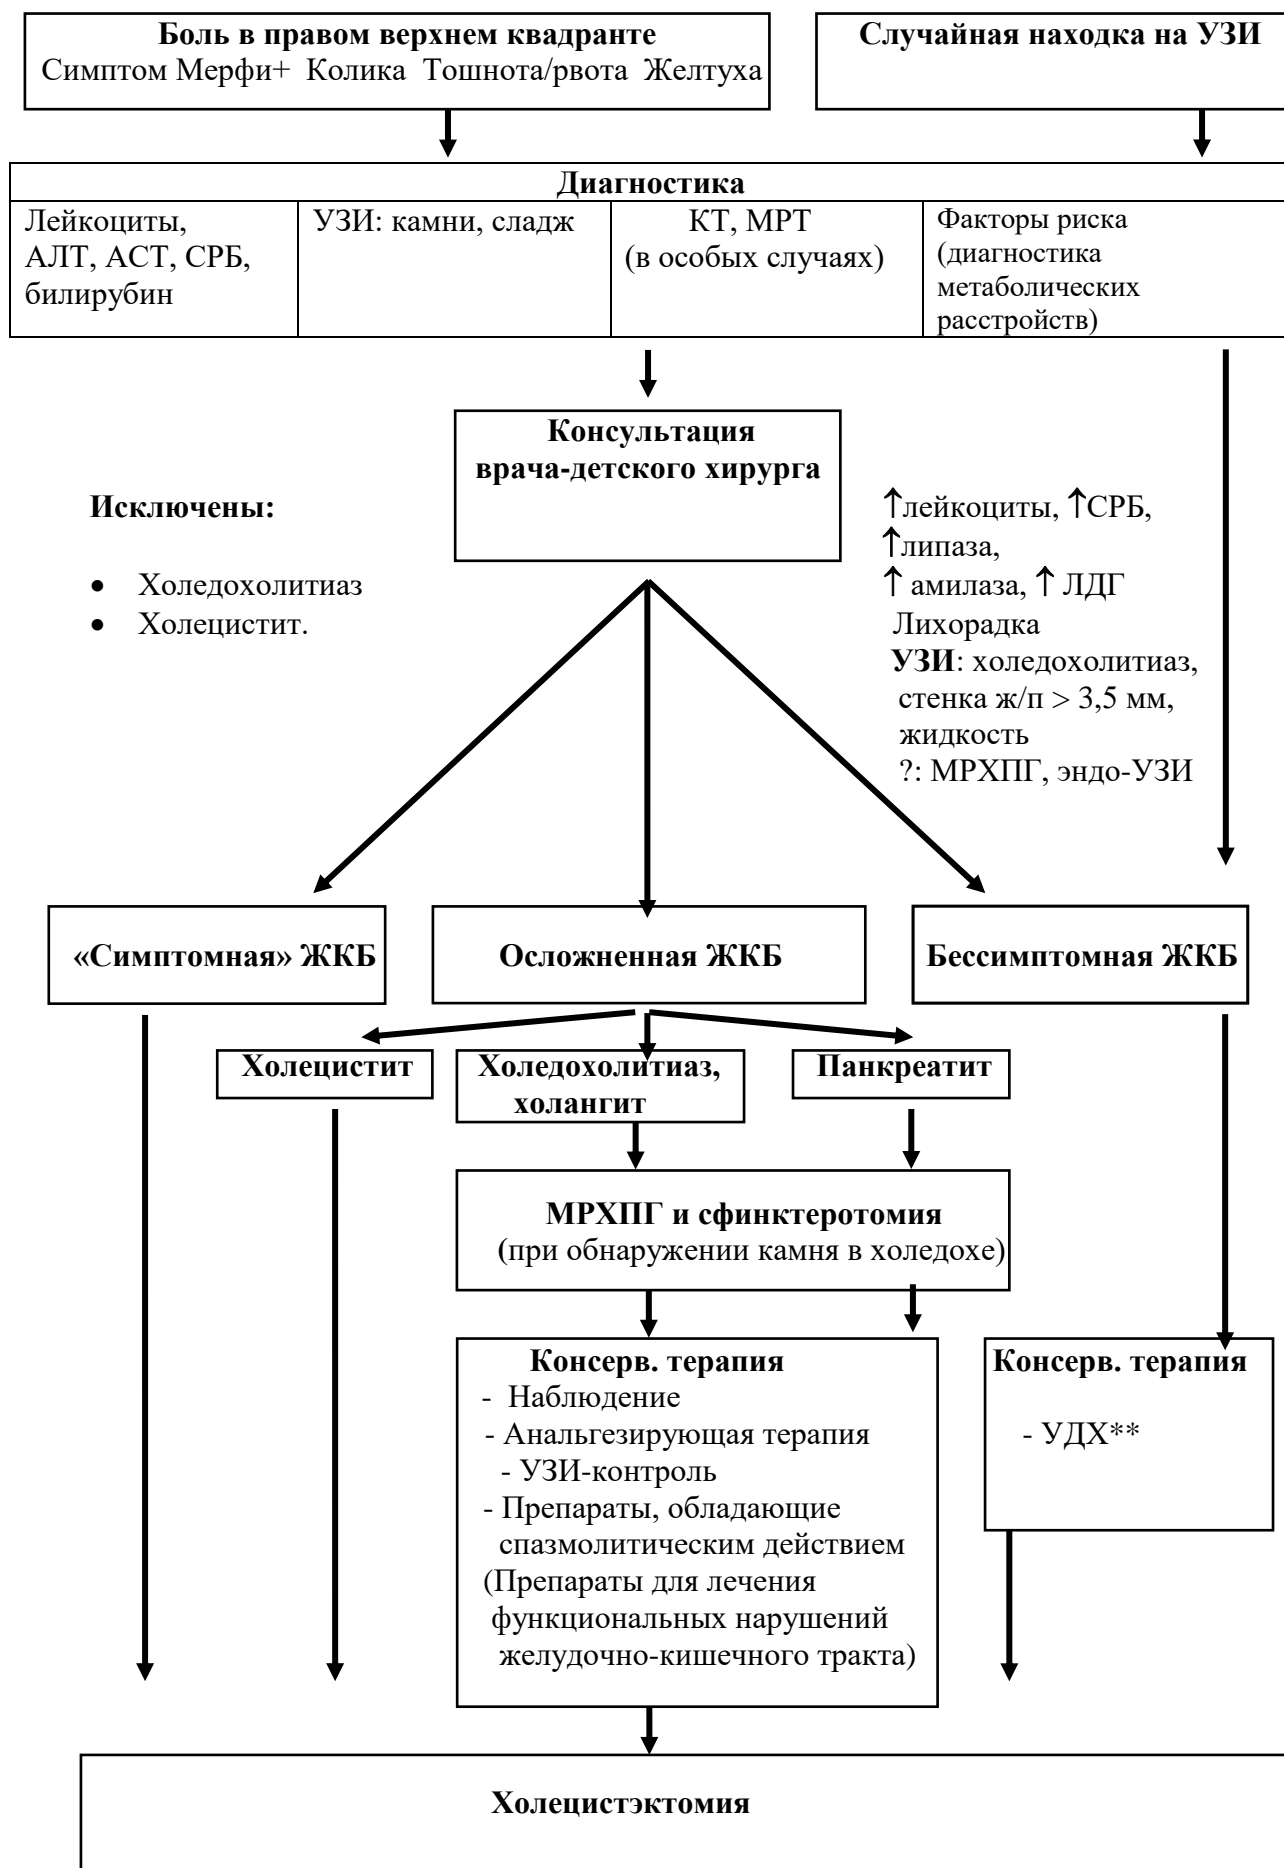 Боль в правом верхнем квадранте
Симптом Мерфи+ Колика Тошнота/рвота Желтуха
Случайная находка на УЗИ
Диагностика
Лейкоциты,
АЛТ, АСТ, СРБ,
билирубин
УЗИ: камни, сладж
КТ, МРТ
(в особых случаях)
Факторы риска
(диагностика
метаболических
расстройств)
Консультация
врача-детского хирурга
Исключены:
• Холедохолитиаз
• Холецистит.
↑лейкоциты, ↑СРБ,
↑липаза,
↑ амилаза, ↑ ЛДГ
Лихорадка
УЗИ: холедохолитиаз,
стенка ж/п > 3,5 мм,
жидкость
?: МРХПГ, эндо-УЗИ
«Симптомная» ЖКБ
Осложненная ЖКБ
Бессимптомная ЖКБ
Холецистит
Холедохолитиаз,
холангит
Панкреатит
МРХПГ и сфинктеротомия
(при обнаружении камня в холедохе)
Консерв. терапия
- Наблюдение
- Анальгезирующая терапия
- УЗИ-контроль
- Препараты, обладающие
спазмолитическим действием
(Препараты для лечения
функциональных нарушений
желудочно-кишечного тракта)
Консерв. терапия
- УДХ**
Холецистэктомия